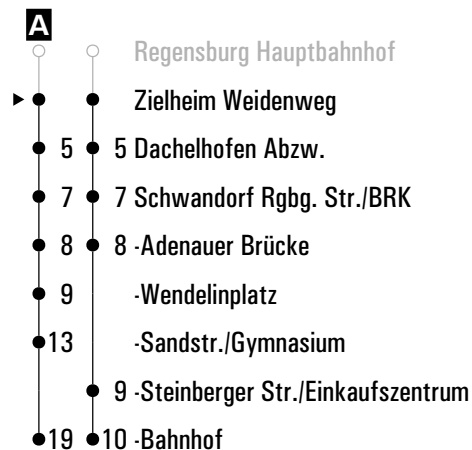 A
Regensburg Hauptbahnhof
Zielheim Weidenweg
5 5 Dachelhofen Abzw.
7 7 Schwandorf Rgbg. Str./BRK
8 8 -Adenauer Brücke
9 -Wendelinplatz
13 -Sandstr./Gymnasium
9 -Steinberger Str./Einkaufszentrum
19 10 -Bahnhof